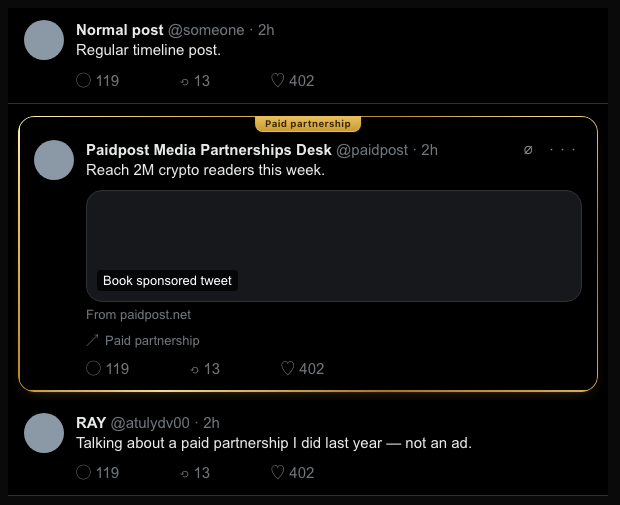 Normal post @someone · 2h
Regular timeline post.
119 13 402
Paid partnership
Paidpost Media Partnerships Desk @paidpost · 2h
Reach 2M crypto readers this week.
Book sponsored tweet
From paidpost.net
Paid partnership
119 13 402
RAY @atulydv00 · 2h
Talking about a paid partnership I did last year — not an ad.
119 13 402